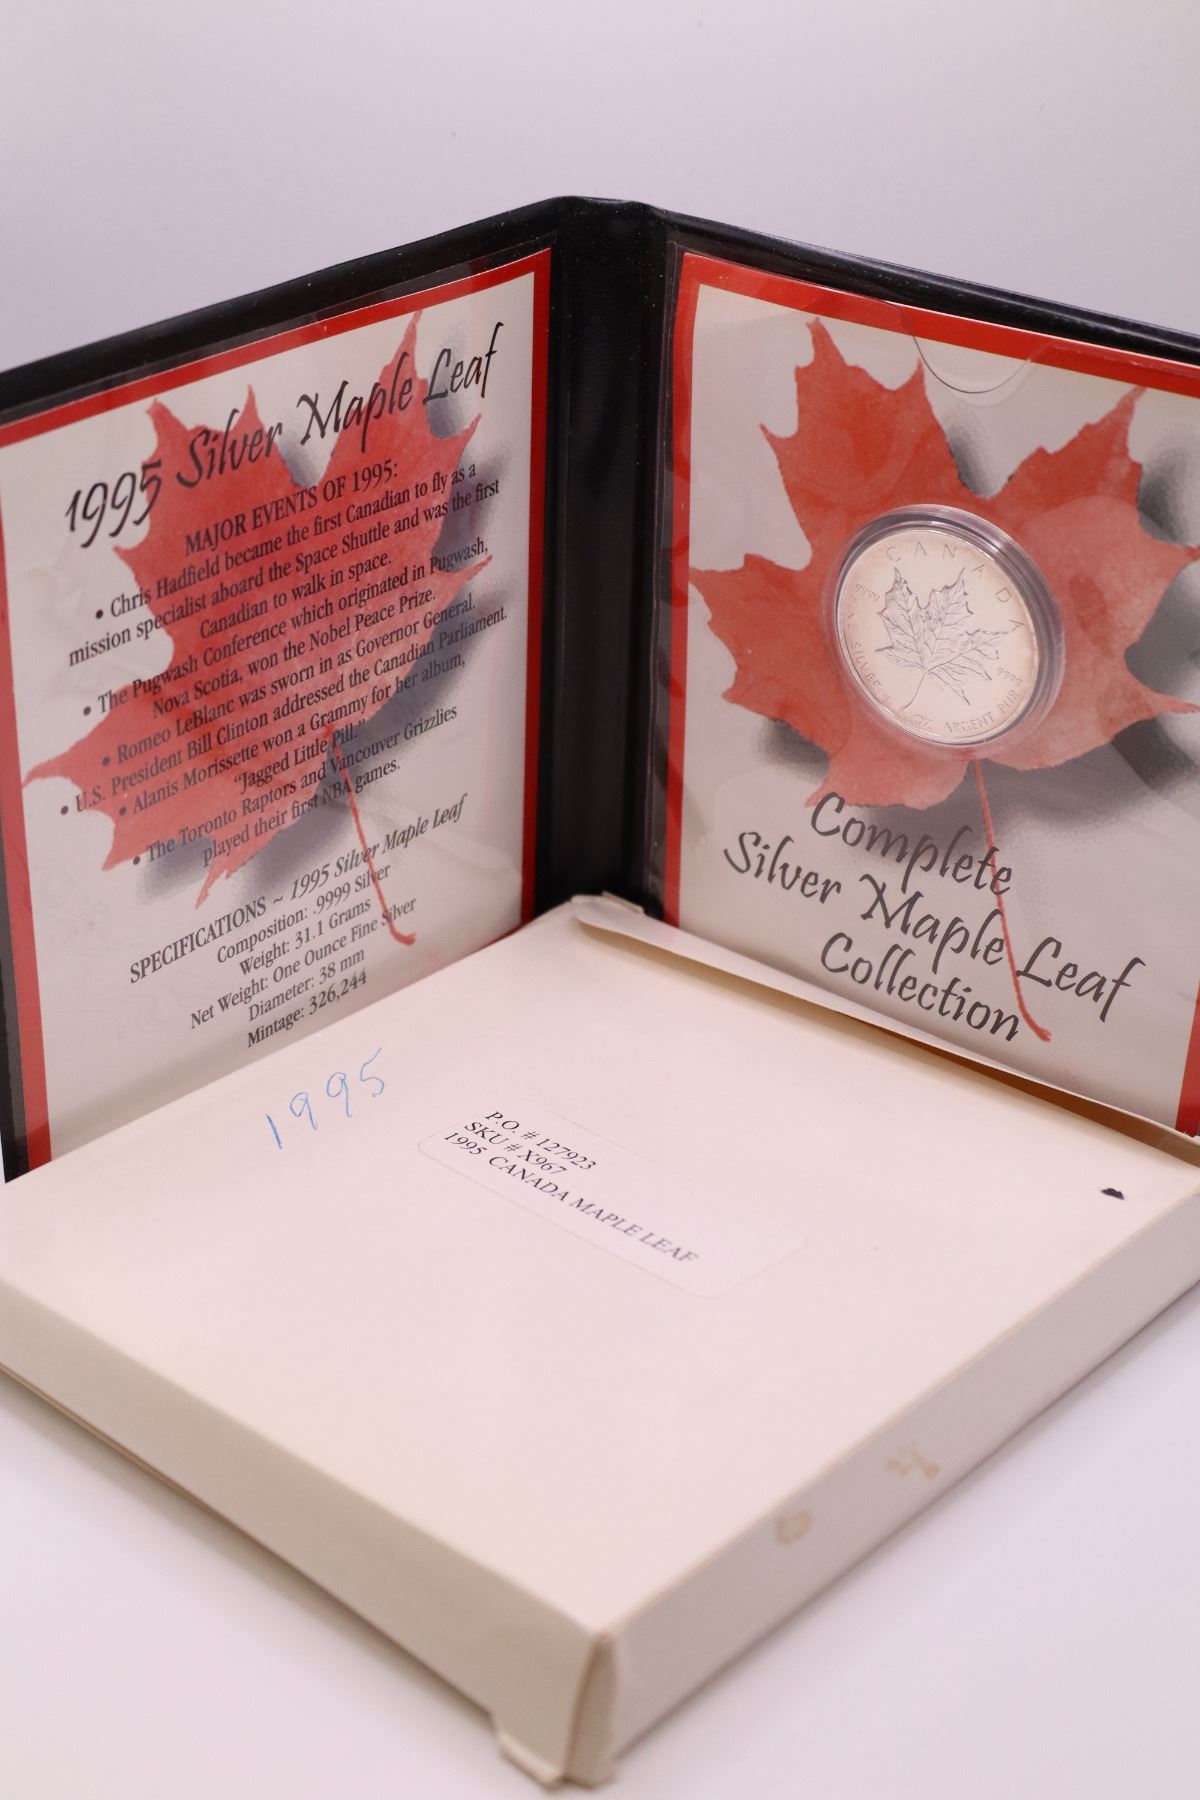 1995 Silver Maple Leaf
MAJOR EVENTS OF 1995:
• Chris Hadfield became the first Canadian to fly as a
mission specialist aboard the Space Shuttle and was the first
Canadian to walk in space.
• The Pugwash Conference which originated in Pugwash,
Nova Scotia, won the Nobel Peace Prize.
• Romeo LeBlanc was sworn in as Governor General.
• U.S. President Bill Clinton addressed the Canadian Parliament.
• Alanis Morissette won a Grammy for her album,
"Jagged Little Pill."
• The Toronto Raptors and Vancouver Grizzlies
played their first NBA games.
SPECIFICATIONS ~ 1995 Silver Maple Leaf
Composition: .9999 Silver
Weight: 31.1 Grams
Net Weight: One Ounce Fine Silver
Diameter: 38 mm
Mintage: 326,244
CANADA
9999
9999
SILVER 1 OZ ARGENT PUR
Complete
Silver Maple Leaf
Collection
1995
P.O. # 127923
SKU # X967
1995 CANADA MAPLE LEAF